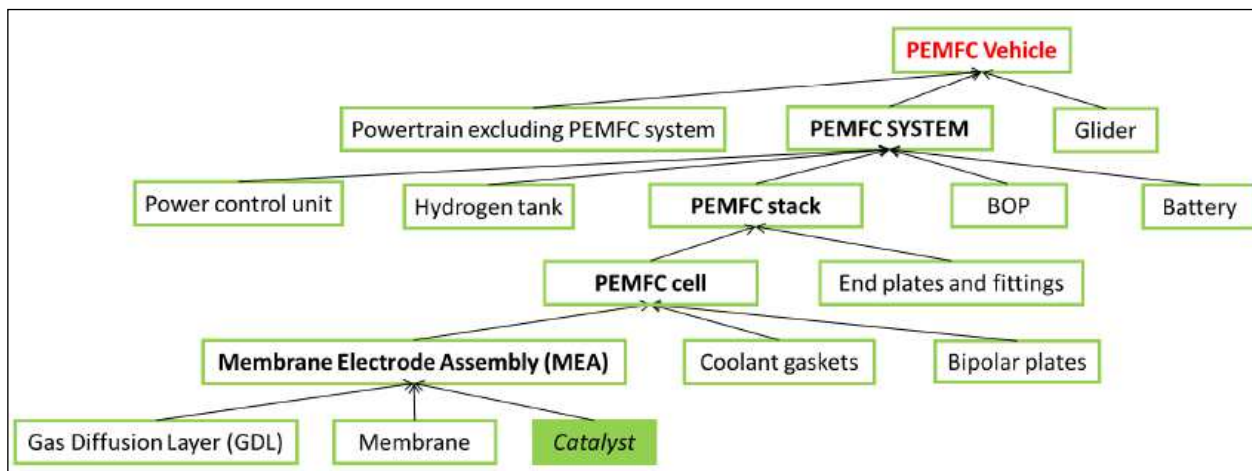 PEMFC Vehicle
Powertrain excluding PEMFC system
PEMFC SYSTEM
Glider
Power control unit
Hydrogen tank
PEMFC stack
BOP
Battery
PEMFC cell
End plates and fittings
Membrane Electrode Assembly (MEA)
Coolant gaskets
Bipolar plates
Gas Diffusion Layer (GDL)
Membrane
Catalyst